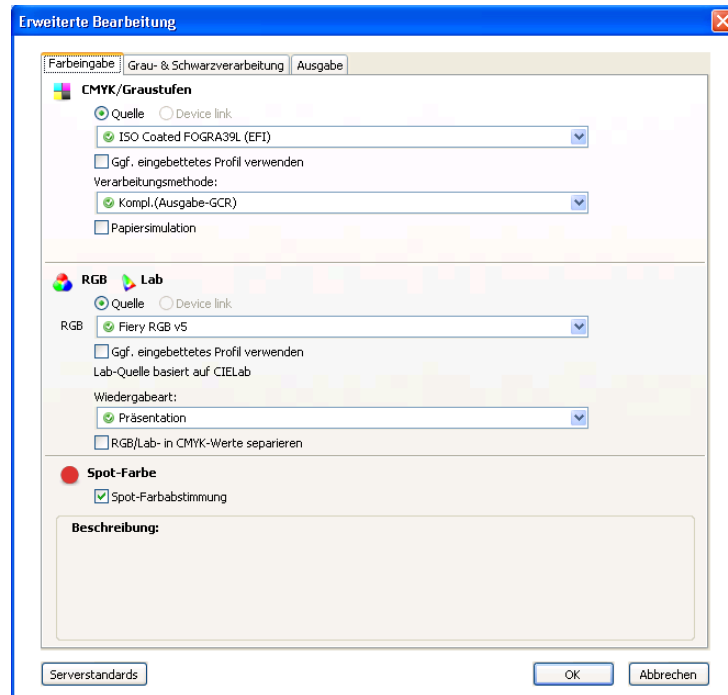 Erweiterte Bearbeitung
Farbeingabe Grau- & Schwarzverarbeitung Ausgabe
CMYK/Graustufen
Quelle Device link
ISO Coated FOGRA39L (EFI)
Ggf. eingebettetes Profil verwenden
Verarbeitungsmethode:
Kompl.(Ausgabe-GCR)
Papiersimulation
RGB Lab
Quelle Device link
RGB Fiery RGB v5
Ggf. eingebettetes Profil verwenden
Lab-Quelle basiert auf CIELab
Wiedergabeart:
Präsentation
RGB/Lab- in CMYK-Werte separieren
Spot-Farbe
Spot-Farbabstimmung
Beschreibung:
Serverstandards OK Abbrechen